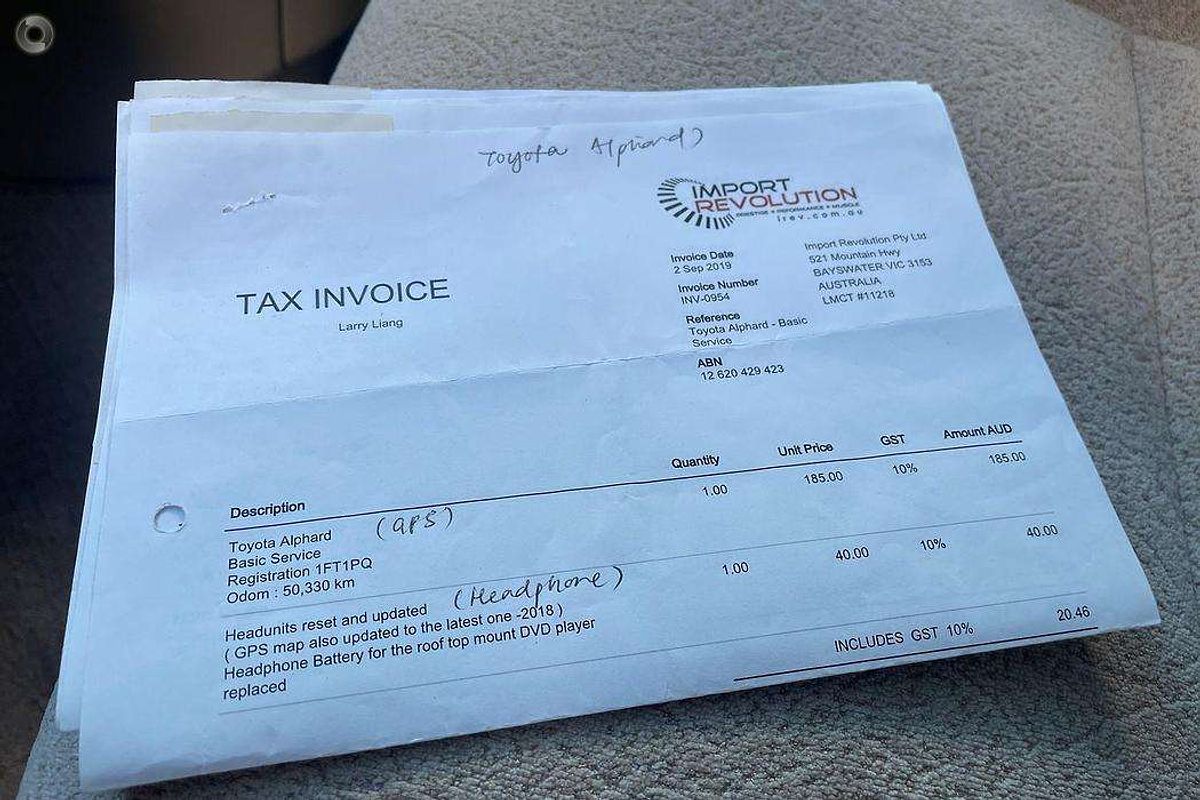 Toyota Alphard)
IMPORT
REVOLUTION
PRESTIGE • PERFORMANCE • MUSCLE
irev.com.au
TAX INVOICE
Larry Liang
Invoice Date
2 Sep 2019
Invoice Number
INV-0954
Reference
Toyota Alphard - Basic
Service
ABN
12 620 429 423
Import Revolution Pty Ltd
521 Mountain Hwy
BAYSWATER VIC 3153
AUSTRALIA
LMCT #11218
Description Quantity Unit Price GST Amount AUD
Toyota Alphard (GPS) 1.00 185.00 10% 185.00
Basic Service
Registration 1FT1PQ
Odom : 50,330 km
Headunits reset and updated (Headphone) 1.00 40.00 10% 40.00
( GPS map also updated to the latest one -2018 )
Headphone Battery for the roof top mount DVD player
replaced
INCLUDES GST 10% 20.46